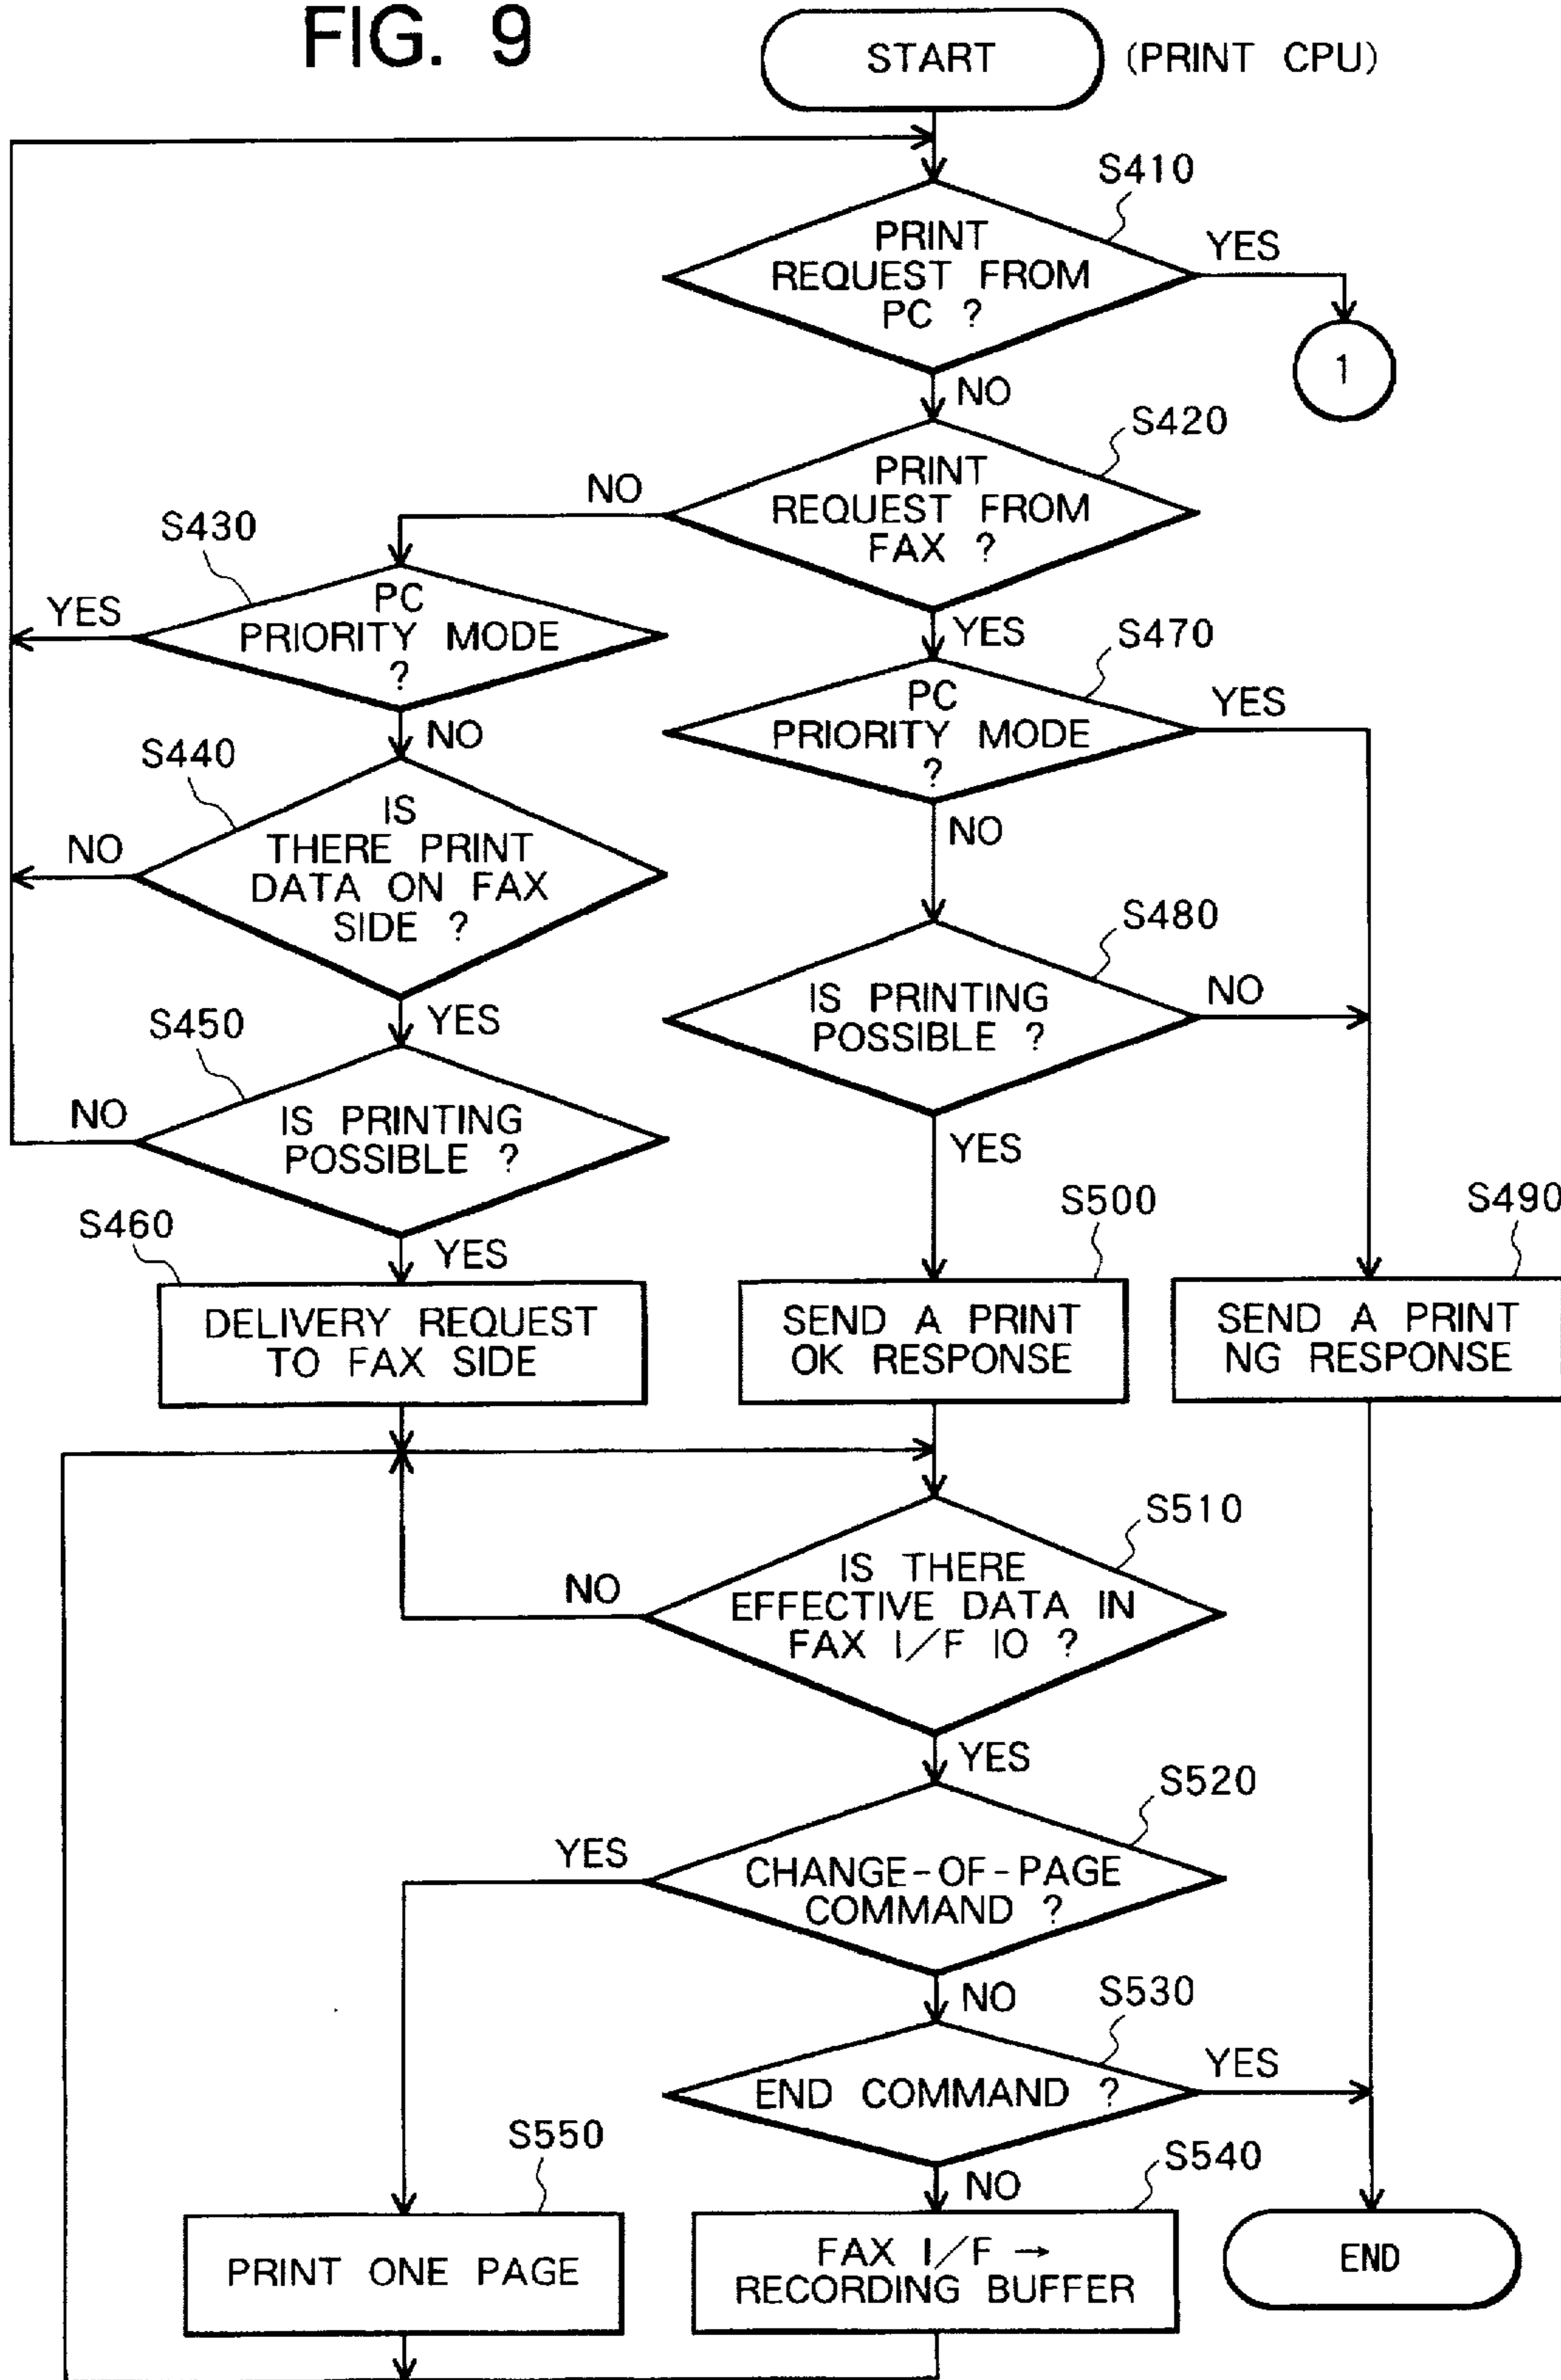 FIG. 9
START
(PRINT CPU)
S410
PRINT
REQUEST FROM
PC ?
YES
1
NO
S420
PRINT
REQUEST FROM
FAX ?
NO
S430
PC
PRIORITY MODE
?
YES
YES
S470
PC
PRIORITY MODE
?
YES
NO
S440
IS
THERE PRINT
DATA ON FAX
SIDE ?
NO
NO
S480
IS PRINTING
POSSIBLE ?
NO
YES
S450
IS PRINTING
POSSIBLE ?
NO
YES
S460
YES
S500
S490
DELIVERY REQUEST
TO FAX SIDE
SEND A PRINT
OK RESPONSE
SEND A PRINT
NG RESPONSE
S510
IS THERE
EFFECTIVE DATA IN
FAX I/F IO ?
NO
YES
S520
CHANGE-OF-PAGE
COMMAND ?
YES
NO
S530
END COMMAND ?
YES
S550
NO
S540
PRINT ONE PAGE
FAX I/F →
RECORDING BUFFER
END